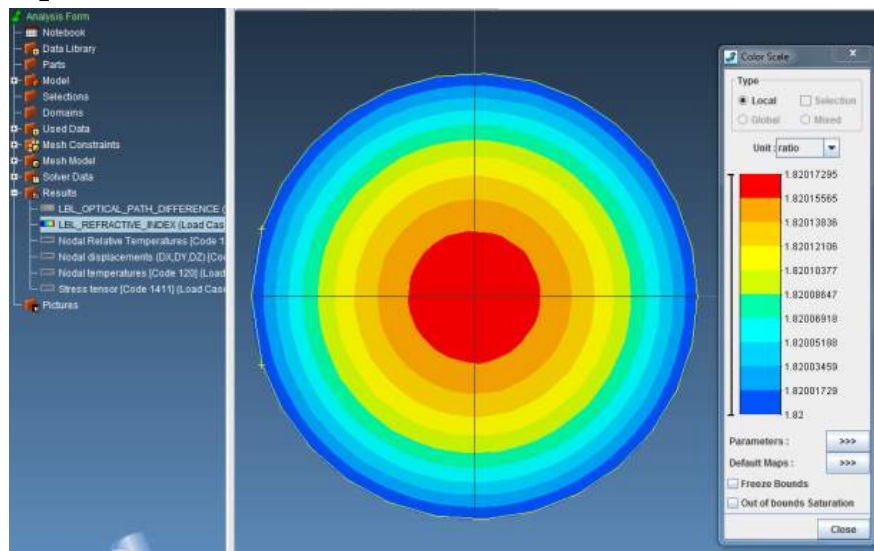 Analysis Form
Notebook
Data Library
Parts
Model
Selections
Domains
Used Data
Mesh Constraints
Mesh Model
Solver Data
Results
LBL_OPTICAL_PATH_DIFFERENCE (
LBL_REFRACTIVE_INDEX (Load Cas
Nodal Relative Temperatures [Code 1
Nodal displacements (DX,DY,DZ) [Co
Nodal temperatures [Code 120] (Load
Stress tensor [Code 1411] (Load Case
Pictures
Color Scale
Type
Local
Selection
Global
Mixed
Unit : ratio
1.82017295
1.82015565
1.82013836
1.82012106
1.82010377
1.82008647
1.82006918
1.82005188
1.82003459
1.82001729
1.82
Parameters : >>>
Default Maps : >>>
Freeze Bounds
Out of bounds Saturation
Close